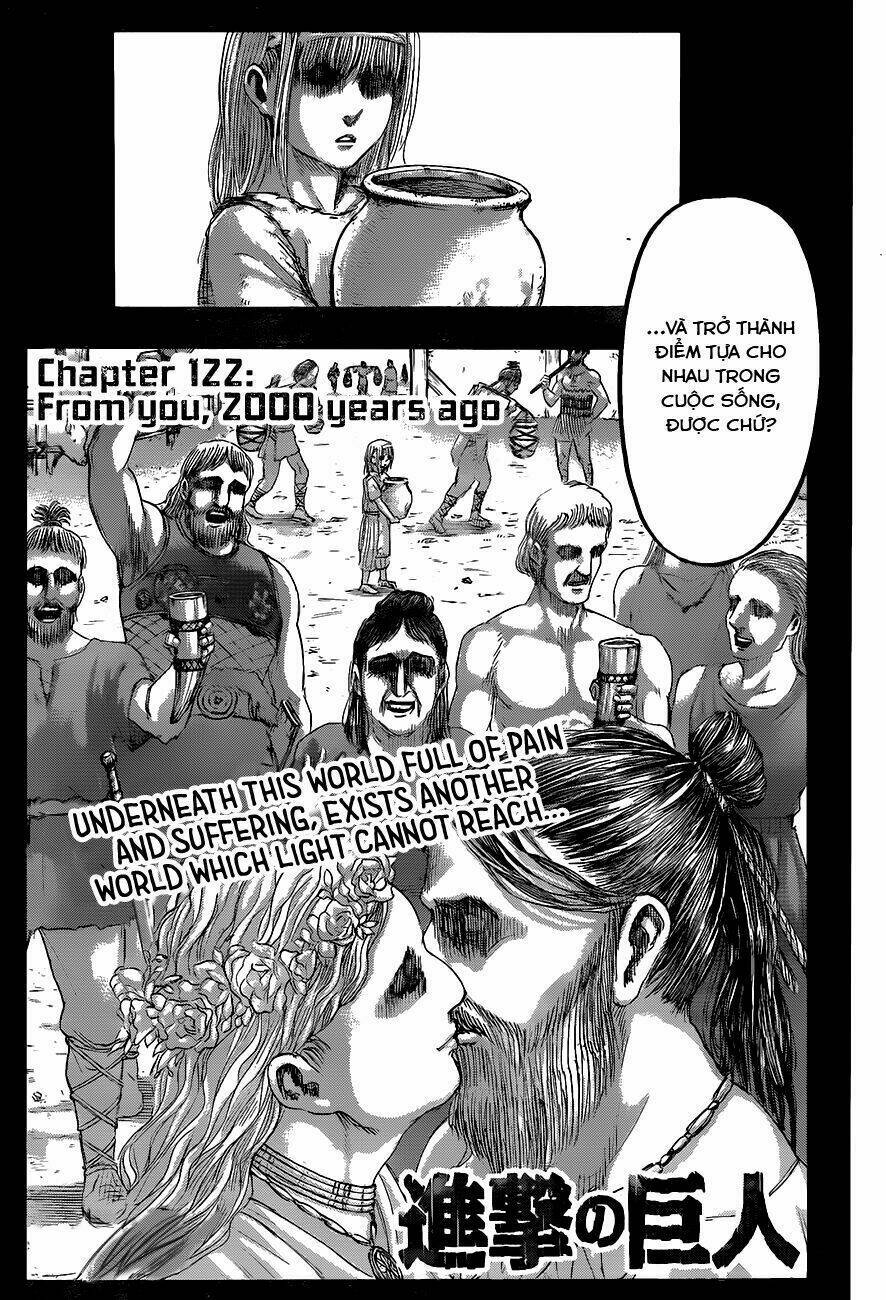 ...VÀ TRỞ THÀNH
ĐIỂM TỰA CHO
NHAU TRONG
CUỘC SỐNG,
ĐƯỢC CHỨ?
Chapter 122:
From you, 2000 years ago
UNDERNEATH THIS WORLD FULL OF PAIN
AND SUFFERING, EXISTS ANOTHER
WORLD WHICH LIGHT CANNOT REACH...
進撃の巨人